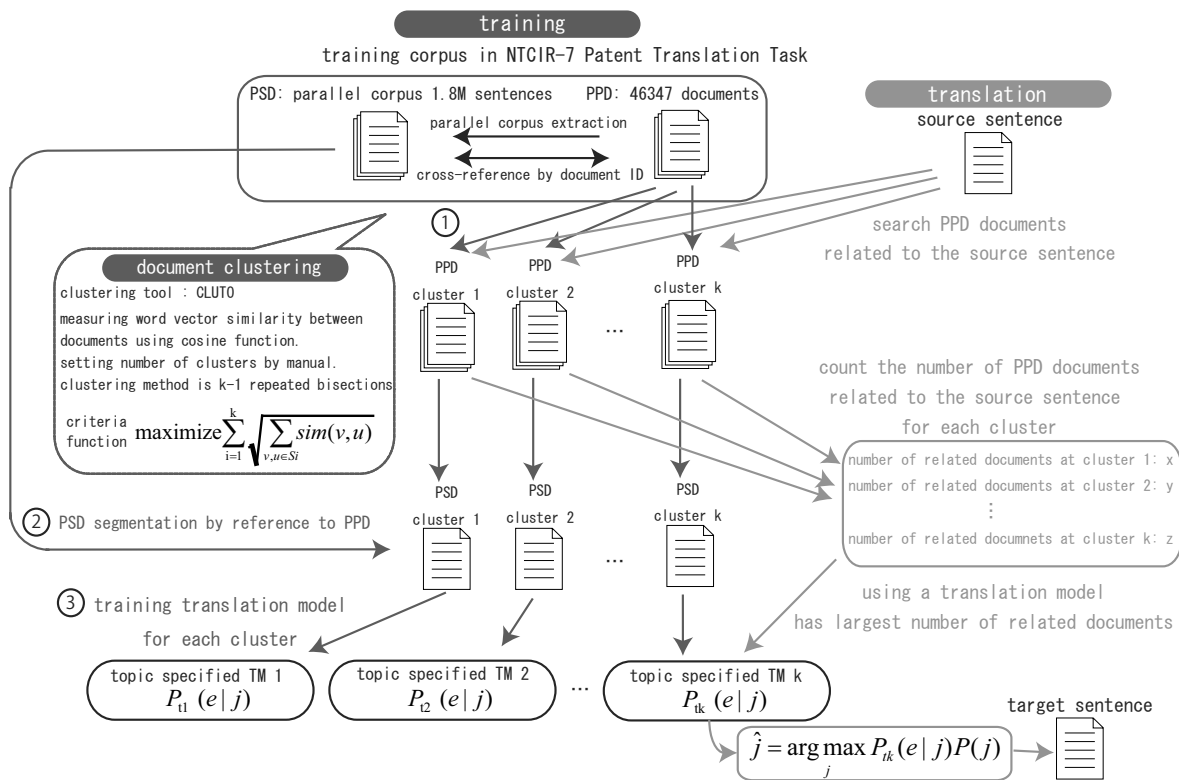 training
training corpus in NTCIR-7 Patent Translation Task
PSD: parallel corpus 1.8M sentences PPD: 46347 documents
parallel corpus extraction
cross-reference by document ID
translation
source sentence
search PPD documents
related to the source sentence
1
document clustering
clustering tool : CLUTO
measuring word vector similarity between
documents using cosine function.
setting number of clusters by manual.
clustering method is k-1 repeated bisections
criteria
function
maximize ∑_{i=1}^{k} √(∑_{v,u∈Si} sim(v,u))
PPD PPD PPD
cluster 1 cluster 2 cluster k
...
count the number of PPD documents
related to the source sentence
for each cluster
number of related documents at cluster 1: x
number of related documents at cluster 2: y
⋮
number of related documnets at cluster k: z
PSD PSD PSD
cluster 1 cluster 2 cluster k
...
2 PSD segmentation by reference to PPD
3 training translation model
for each cluster
using a translation model
has largest number of related documents
topic specified TM 1
P_{t1} (e | j)
topic specified TM 2
P_{t2} (e | j)
...
topic specified TM k
P_{tk} (e | j)
target sentence
ĵ = arg max_j P_{tk}(e | j)P(j)